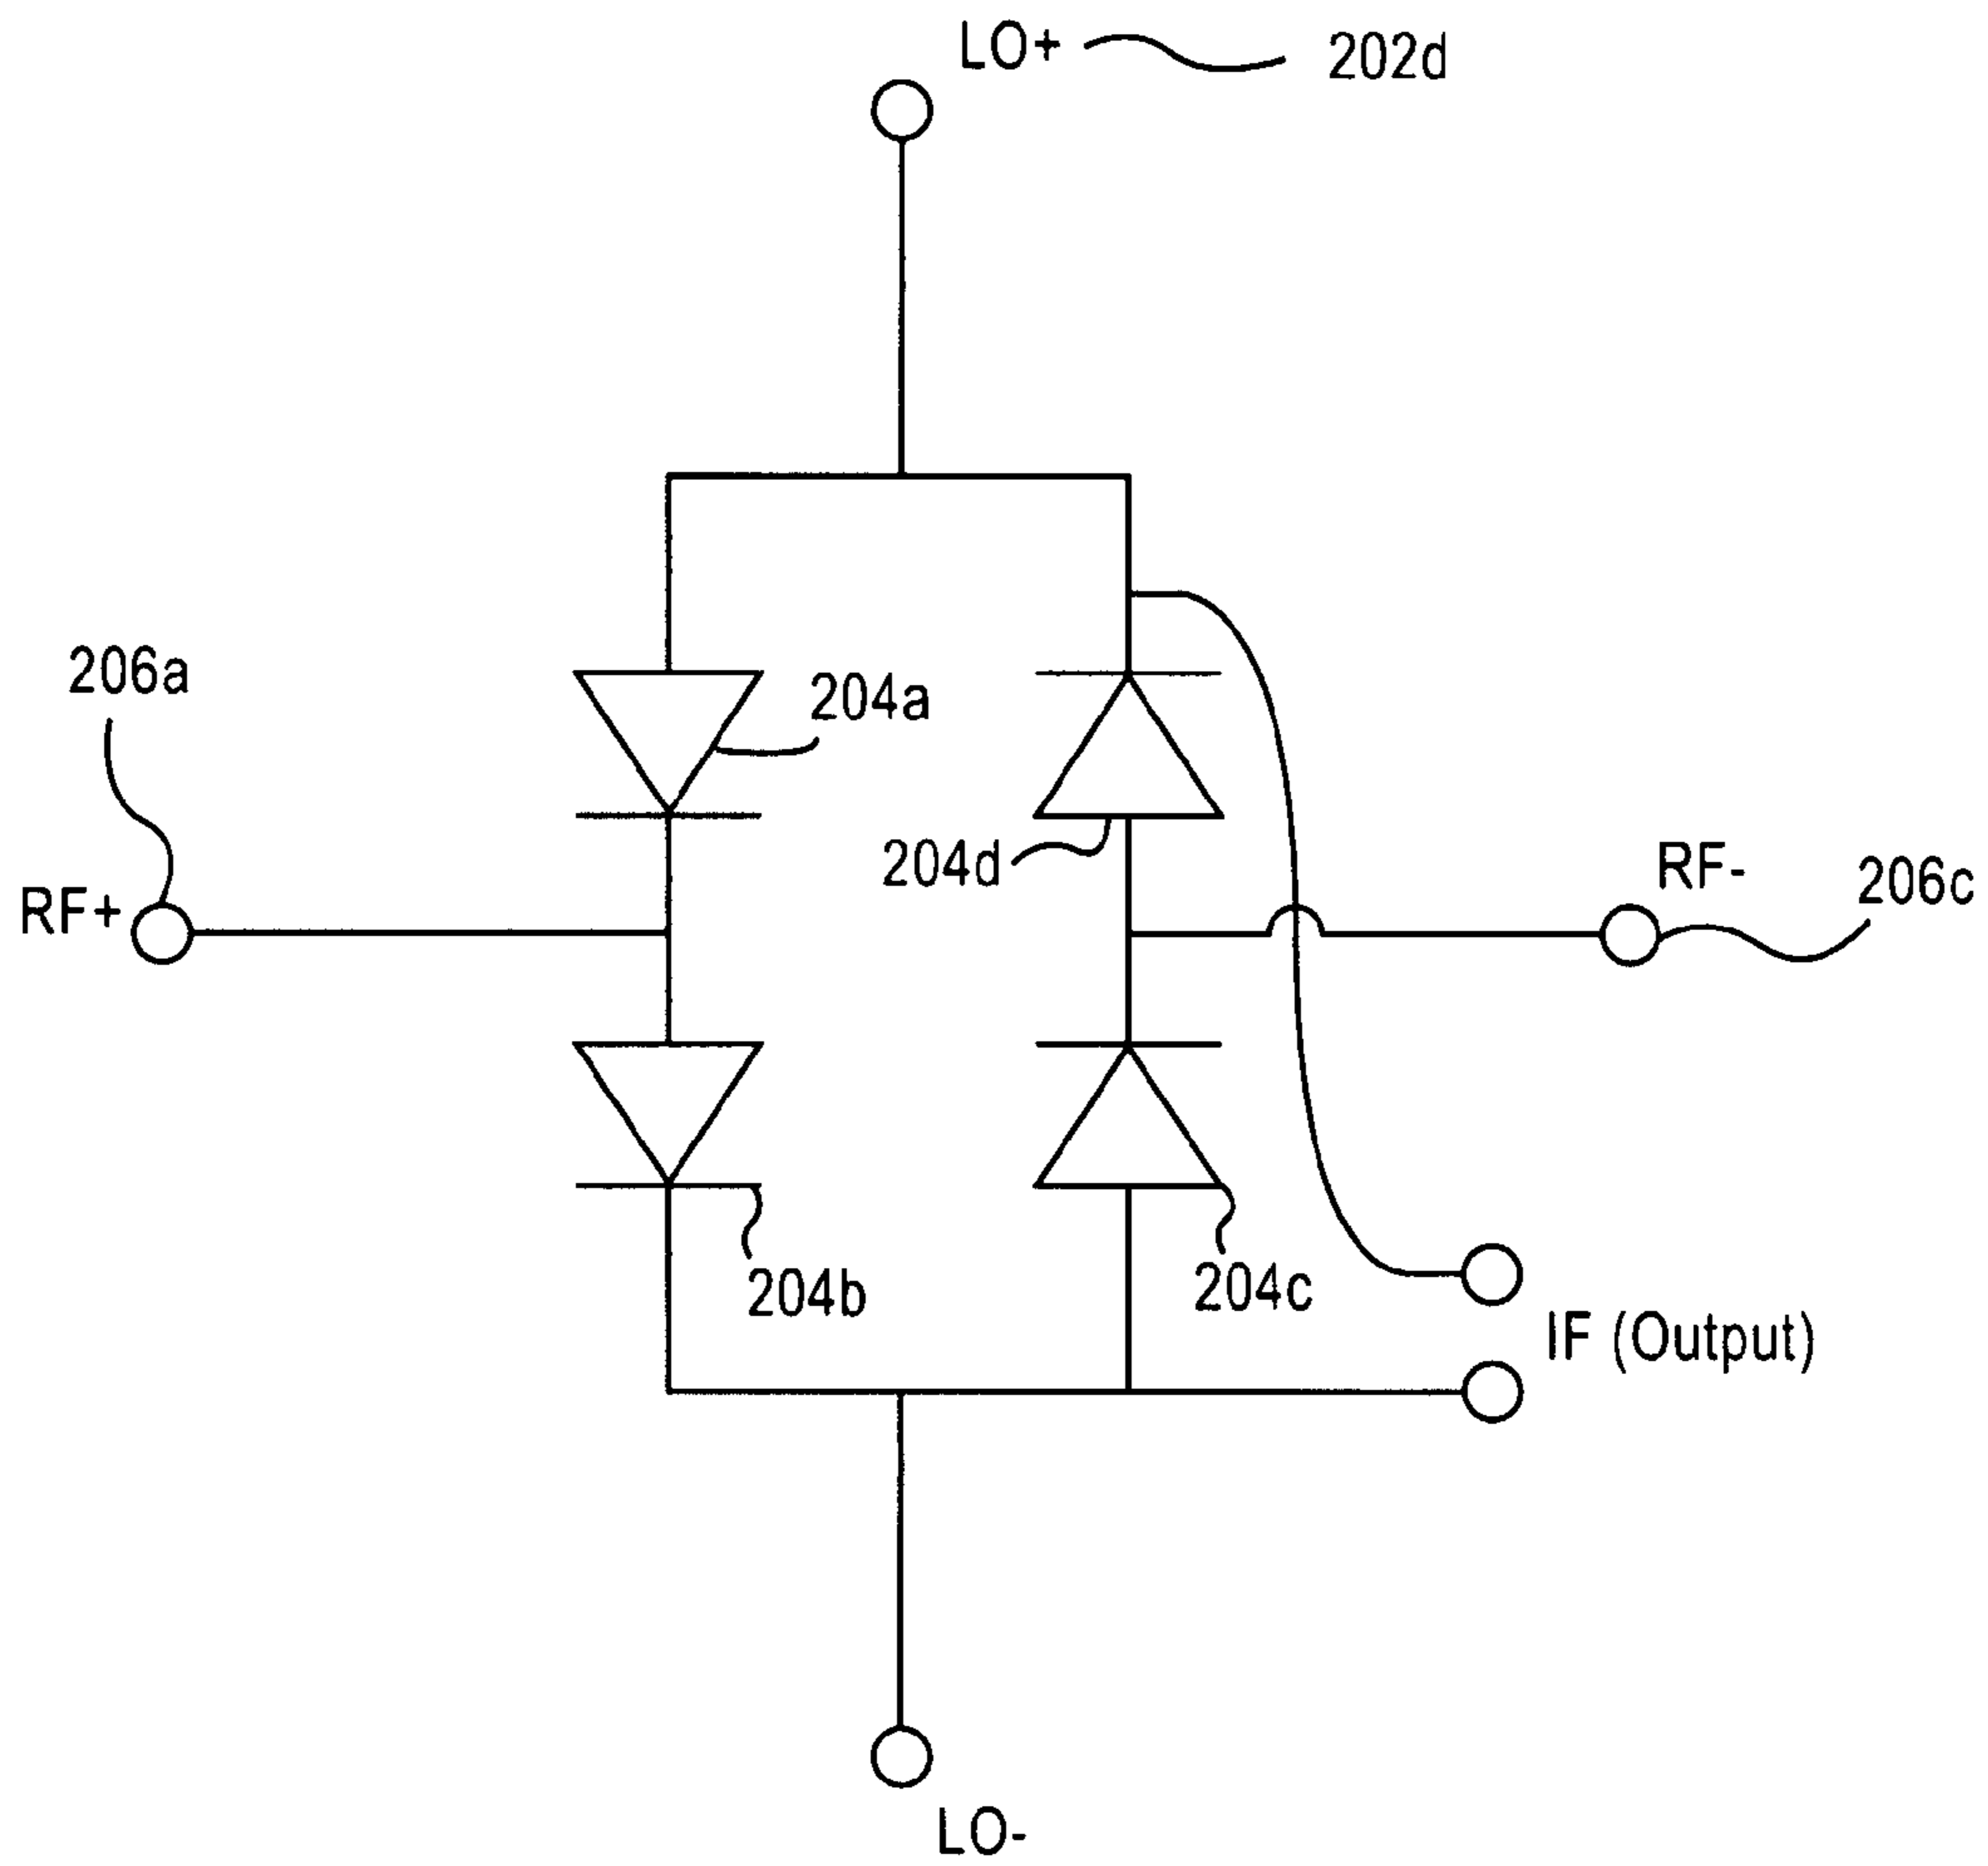 LO+
202d
206a
204a
204d
RF-
206c
RF+
204b
204c
IF (Output)
LO-